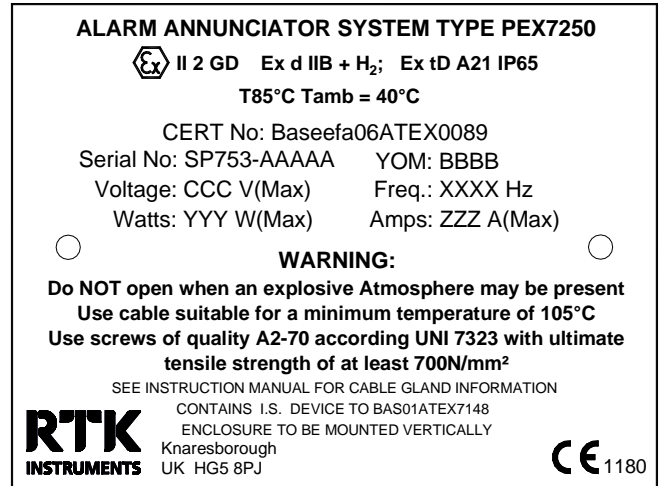 ALARM ANNUNCIATOR SYSTEM TYPE PEX7250
Ex II 2 GD Ex d IIB + H₂; Ex tD A21 IP65
T85°C Tamb = 40°C
CERT No: Baseefa06ATEX0089
Serial No: SP753-AAAAA YOM: BBBB
Voltage: CCC V(Max) Freq.: XXXX Hz
Watts: YYY W(Max) Amps: ZZZ A(Max)
WARNING:
Do NOT open when an explosive Atmosphere may be present
Use cable suitable for a minimum temperature of 105°C
Use screws of quality A2-70 according UNI 7323 with ultimate
tensile strength of at least 700N/mm²
SEE INSTRUCTION MANUAL FOR CABLE GLAND INFORMATION
CONTAINS I.S. DEVICE TO BAS01ATEX7148
ENCLOSURE TO BE MOUNTED VERTICALLY
RTK
INSTRUMENTS
Knaresborough
UK HG5 8PJ
CE 1180